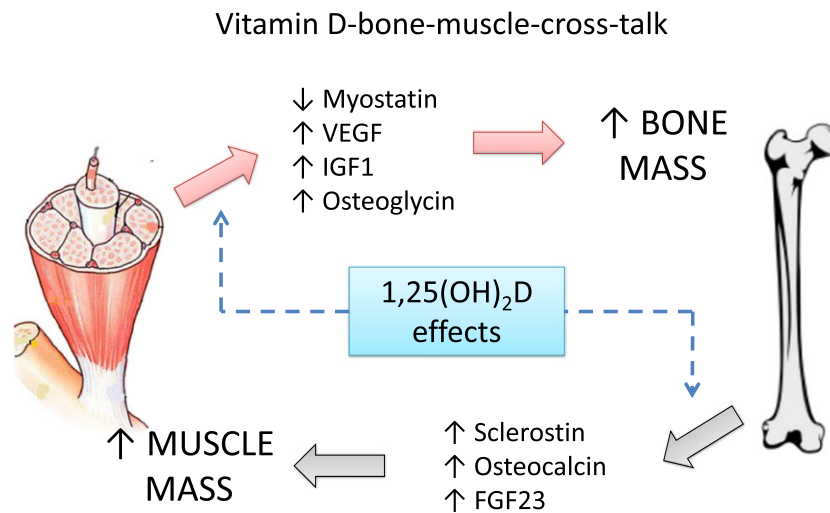 Vitamin D-bone-muscle-cross-talk
↓ Myostatin
↑ VEGF
↑ IGF1
↑ Osteoglycin
↑ BONE
MASS
1,25(OH)₂D
effects
↑ Sclerostin
↑ Osteocalcin
↑ FGF23
↑ MUSCLE
MASS